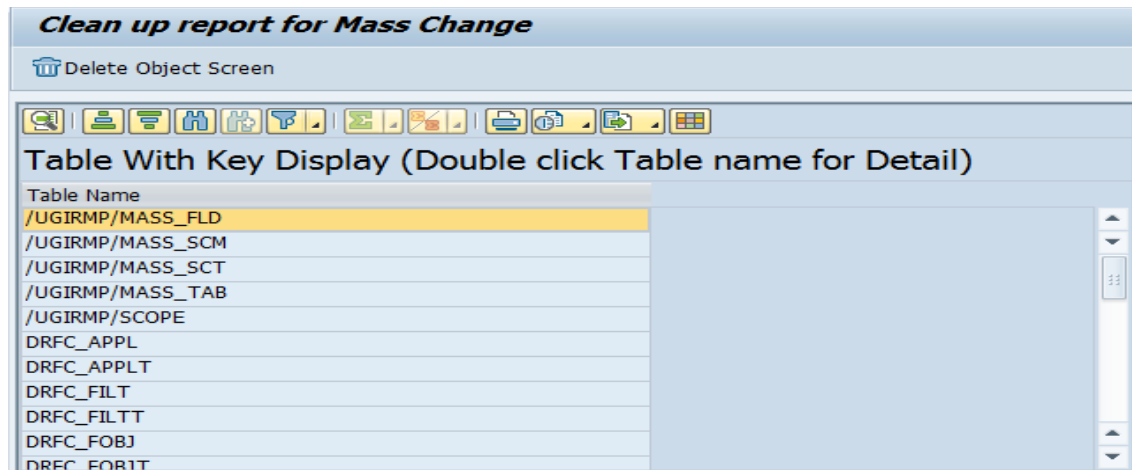 Clean up report for Mass Change
Delete Object Screen
Table With Key Display (Double click Table name for Detail)
Table Name
/UGIRMP/MASS_FLD
/UGIRMP/MASS_SCM
/UGIRMP/MASS_SCT
/UGIRMP/MASS_TAB
/UGIRMP/SCOPE
DRFC_APPL
DRFC_APPLT
DRFC_FILT
DRFC_FILTT
DRFC_FOBJ
DRFC_FOBJT